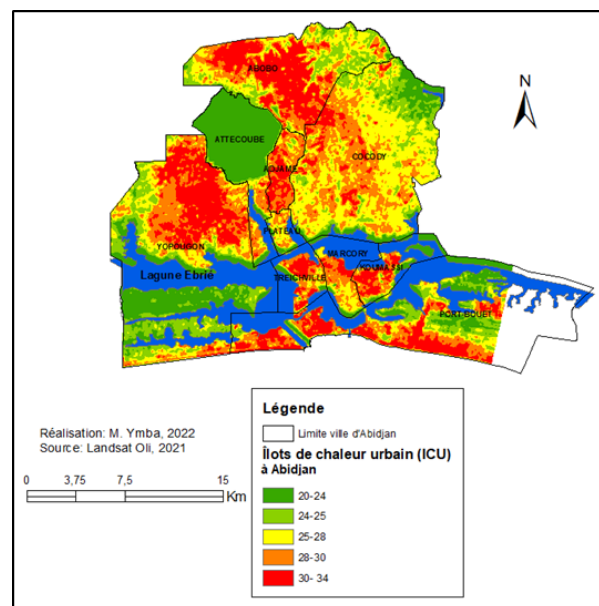 ABOBO
N
ATTECOUBE
ADJAME
COCODY
PLATEAU
YOPOUGON
MARCORY
Lagune Ebrié
KOUMASSI
TREICHVILLE
PORT-BOUET
Légende
Limite ville d'Abidjan
Îlots de chaleur urbain (ICU)
à Abidjan
20-24
24-25
25-28
28-30
30- 34
Réalisation: M. Ymba, 2022
Source: Landsat Oli, 2021
0 3,75 7,5 15
Km